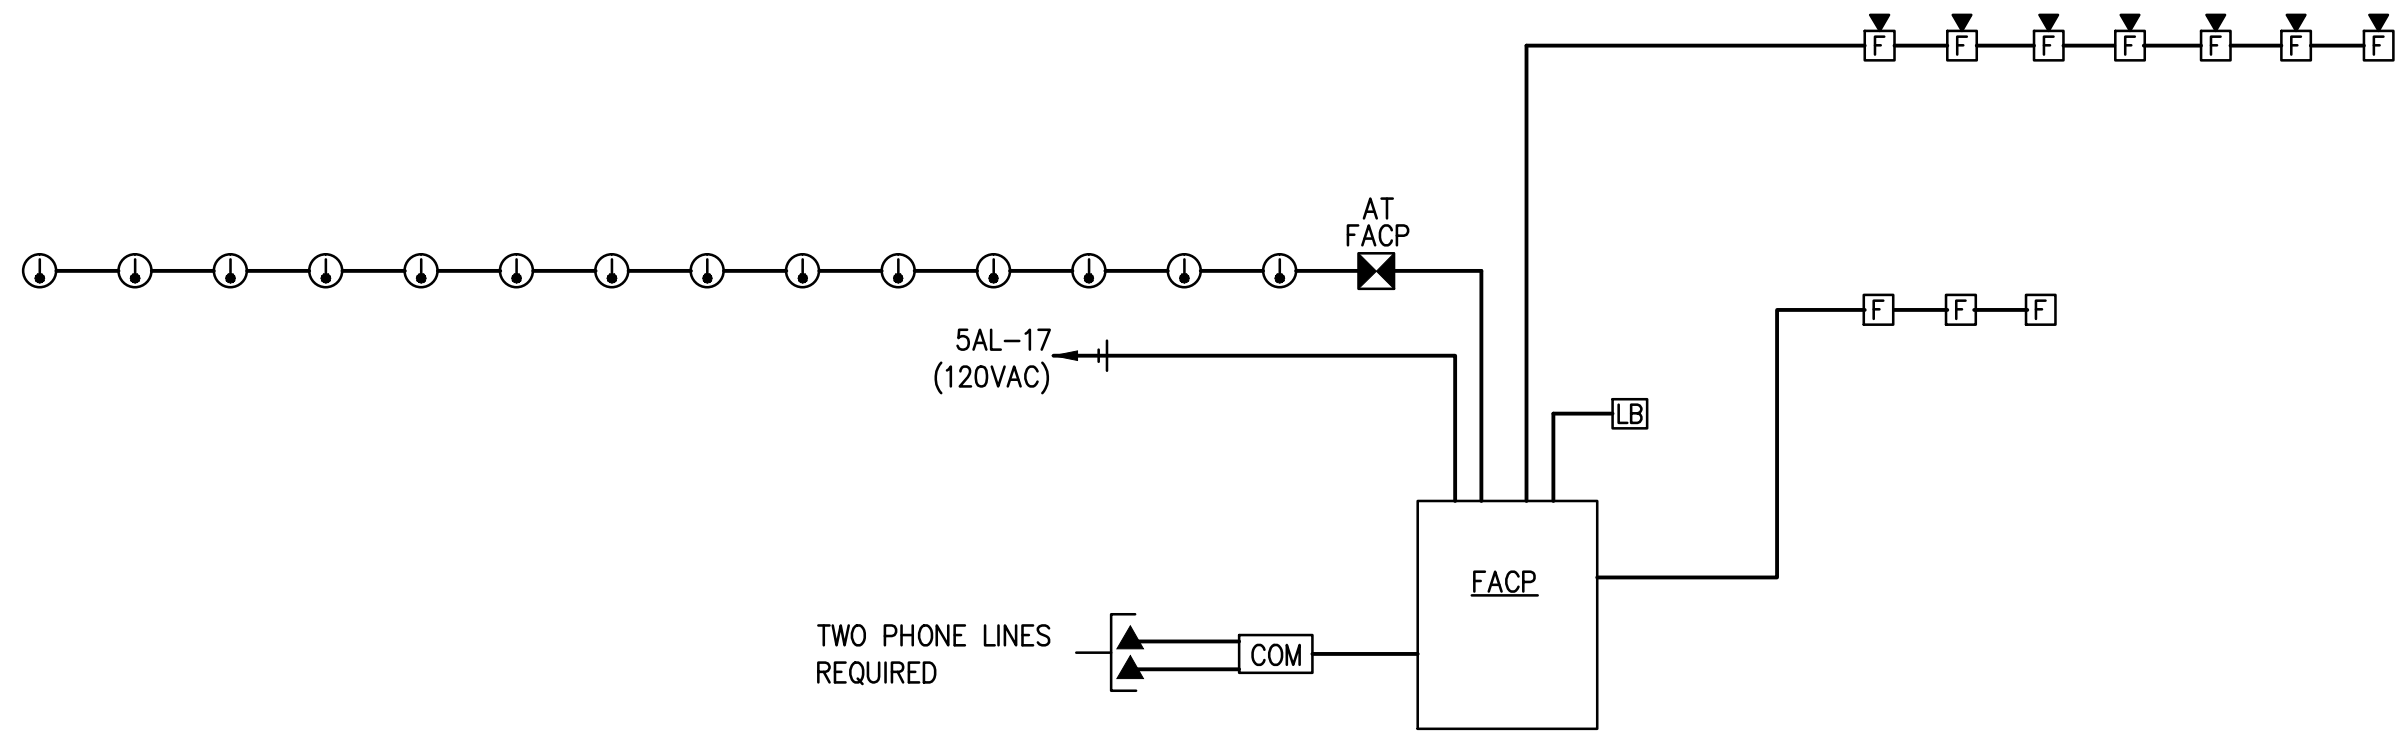 F F F F F F F
AT
FACP
F F F
5AL-17
(120VAC)
LB
FACP
TWO PHONE LINES
REQUIRED
COM